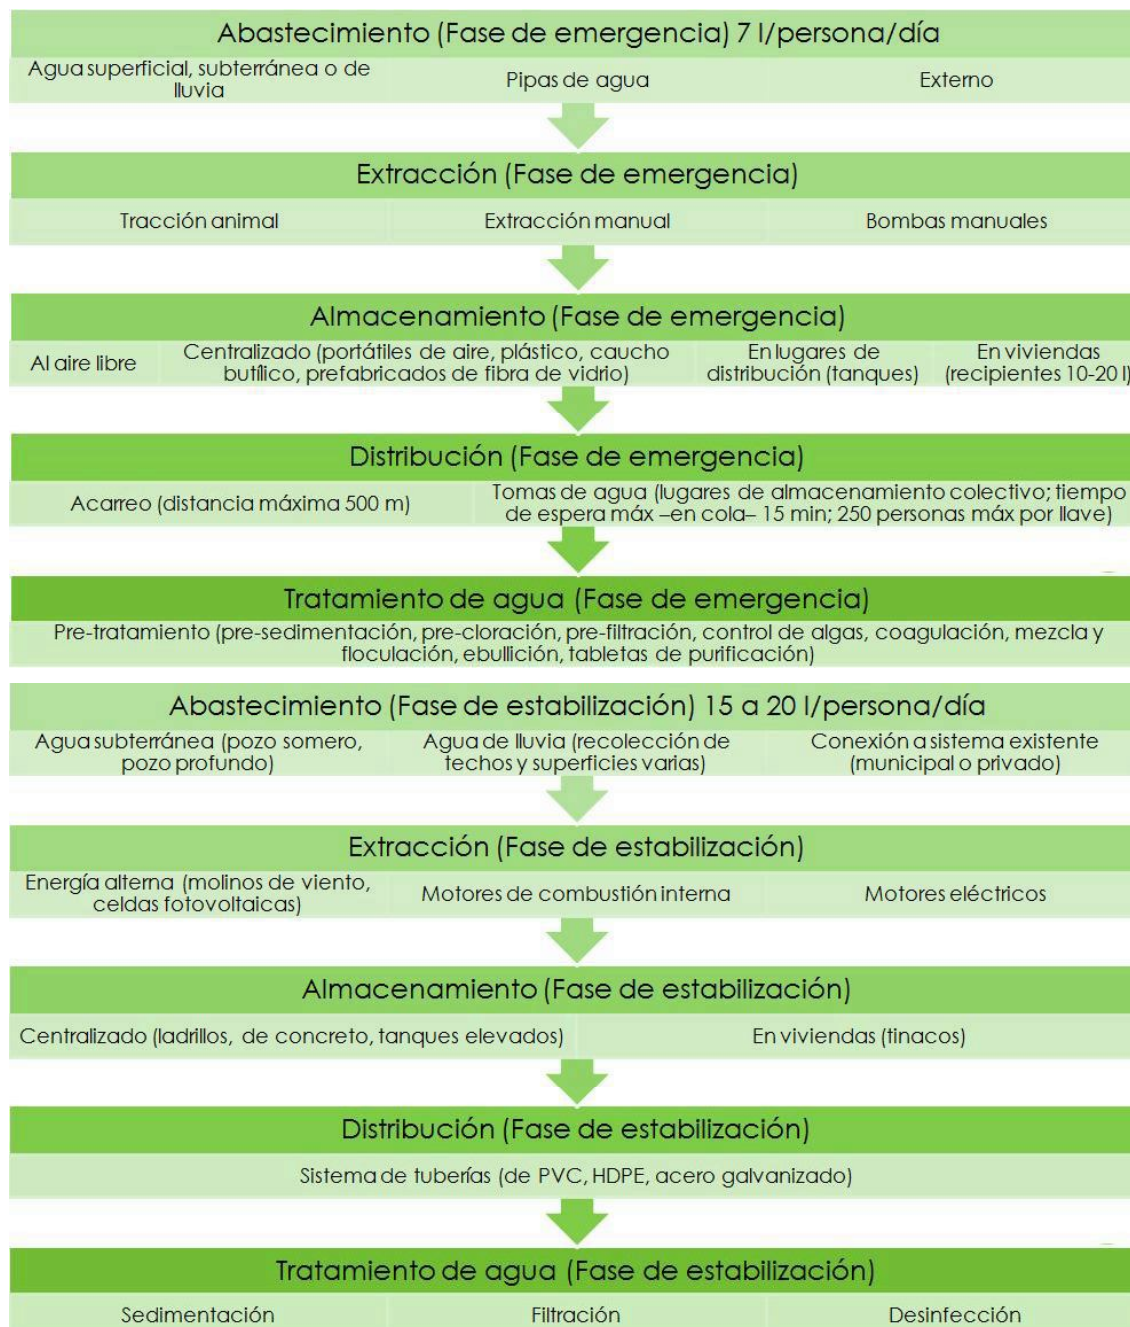 Abastecimiento (Fase de emergencia) 7 l/persona/día
Agua superficial, subterránea o de
lluvia
Pipas de agua
Externo
Extracción (Fase de emergencia)
Tracción animal
Extracción manual
Bombas manuales
Almacenamiento (Fase de emergencia)
Al aire libre
Centralizado (portátiles de aire, plástico, caucho
butílico, prefabricados de fibra de vidrio)
En lugares de
distribución (tanques)
En viviendas
(recipientes 10-20 l)
Distribución (Fase de emergencia)
Acarreo (distancia máxima 500 m)
Tomas de agua (lugares de almacenamiento colectivo; tiempo
de espera máx –en cola– 15 min; 250 personas máx por llave)
Tratamiento de agua (Fase de emergencia)
Pre-tratamiento (pre-sedimentación, pre-cloración, pre-filtración, control de algas, coagulación, mezcla y
floculación, ebullición, tabletas de purificación)
Abastecimiento (Fase de estabilización) 15 a 20 l/persona/día
Agua subterránea (pozo somero,
pozo profundo)
Agua de lluvia (recolección de
techos y superficies varias)
Conexión a sistema existente
(municipal o privado)
Extracción (Fase de estabilización)
Energía alterna (molinos de viento,
celdas fotovoltaicas)
Motores de combustión interna
Motores eléctricos
Almacenamiento (Fase de estabilización)
Centralizado (ladrillos, de concreto, tanques elevados)
En viviendas (tinacos)
Distribución (Fase de estabilización)
Sistema de tuberías (de PVC, HDPE, acero galvanizado)
Tratamiento de agua (Fase de estabilización)
Sedimentación
Filtración
Desinfección